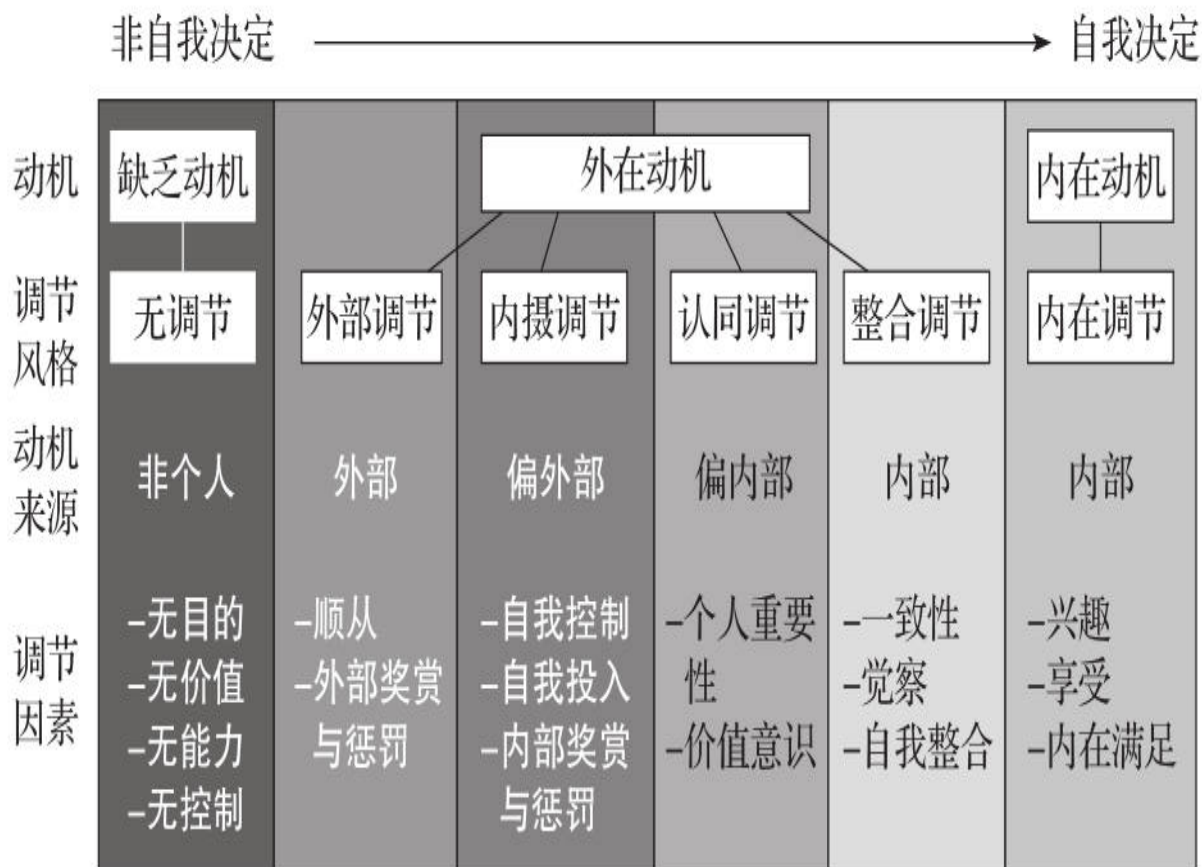 非自我决定 自我决定
动机 缺乏动机 外在动机 内在动机
调节
风格
无调节 外部调节 内摄调节 认同调节 整合调节 内在调节
动机
来源
非个人 外部 偏外部 偏内部 内部 内部
调节
因素
–无目的
–无价值
–无能力
–无控制
–顺从
–外部奖赏
与惩罚
–自我控制
–自我投入
–内部奖赏
与惩罚
–个人重要
性
–价值意识
–一致性
–觉察
–自我整合
–兴趣
–享受
–内在满足